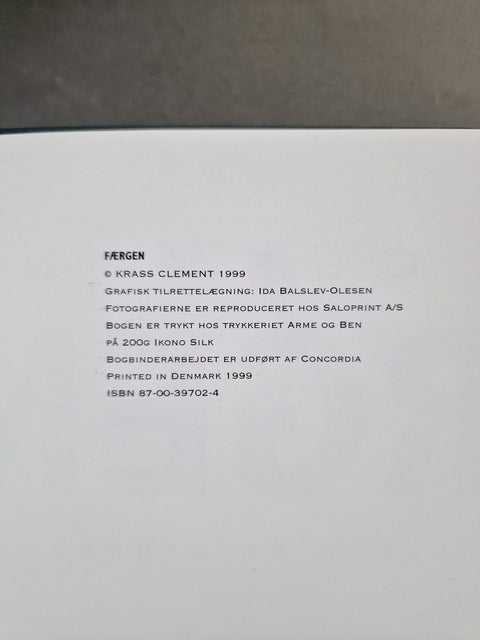 FÆRGEN
© KRASS CLEMENT 1999
GRAFISK TILRETTELÆGNING: IDA BALSLEV-OLESEN
FOTOGRAFIERNE ER REPRODUCERET HOS SALOPRINT A/S
BOGEN ER TRYKT HOS TRYKKERIET ARME OG BEN
PÅ 200G IKONO SILK
BOGBINDERARBEJDET ER UDFØRT AF CONCORDIA
PRINTED IN DENMARK 1999
ISBN 87-00-39702-4